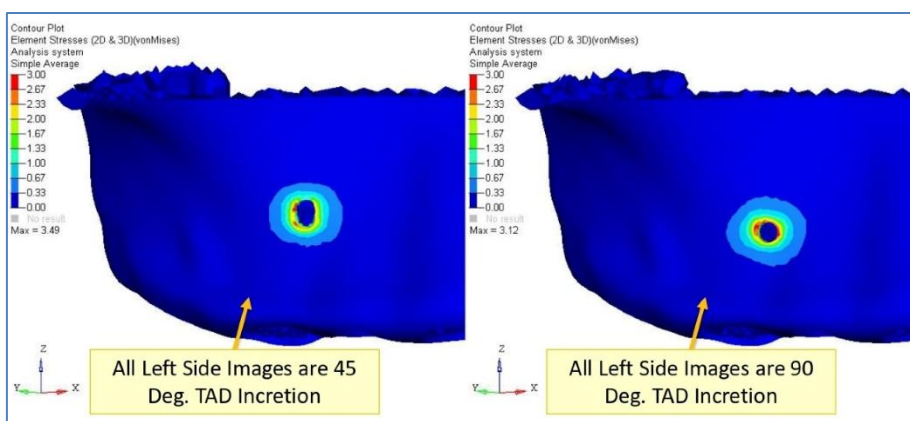 Contour Plot
Element Stresses (2D & 3D)(vonMises)
Analysis system
Simple Average
3.00
2.67
2.33
2.00
1.67
1.33
1.00
0.67
0.33
0.00
No result
Max = 3.49
Z
Y
X
All Left Side Images are 45
Deg. TAD Incretion
Contour Plot
Element Stresses (2D & 3D)(vonMises)
Analysis system
Simple Average
3.00
2.67
2.33
2.00
1.67
1.33
1.00
0.67
0.33
0.00
No result
Max = 3.12
Z
Y
X
All Left Side Images are 90
Deg. TAD Incretion